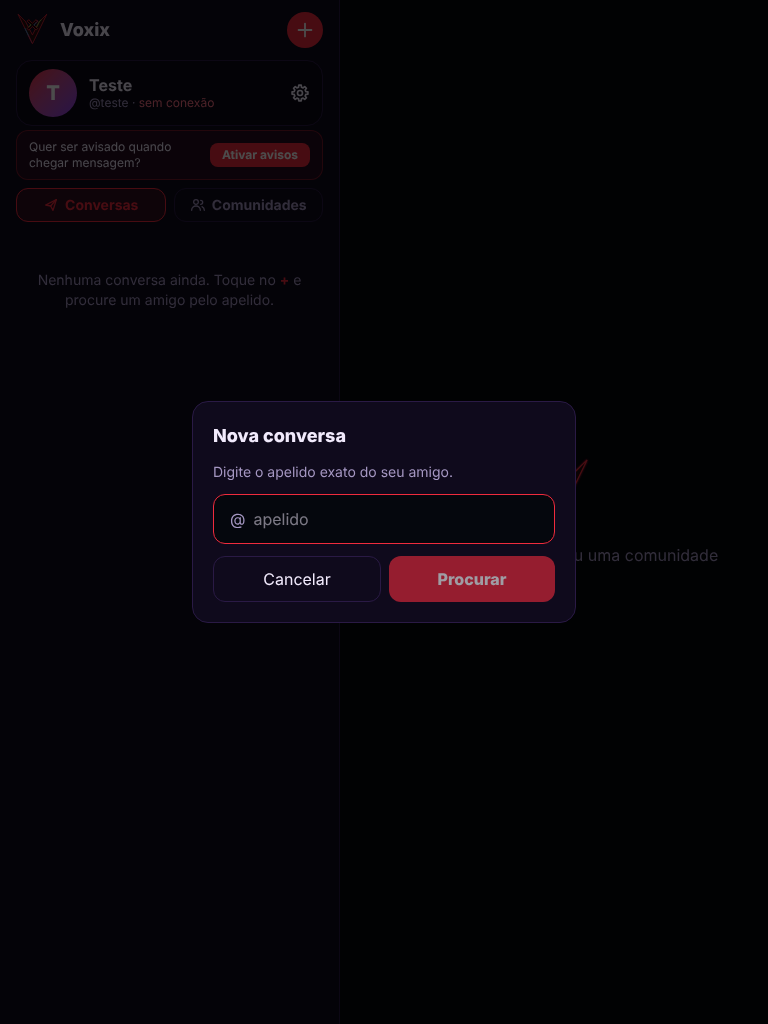 Voxix
T
Teste
@teste · sem conexão
Quer ser avisado quando
chegar mensagem?
Ativar avisos
Conversas
Comunidades
Nenhuma conversa ainda. Toque no + e
procure um amigo pelo apelido.
Nova conversa
Digite o apelido exato do seu amigo.
@ apelido
Cancelar
Procurar
u uma comunidade